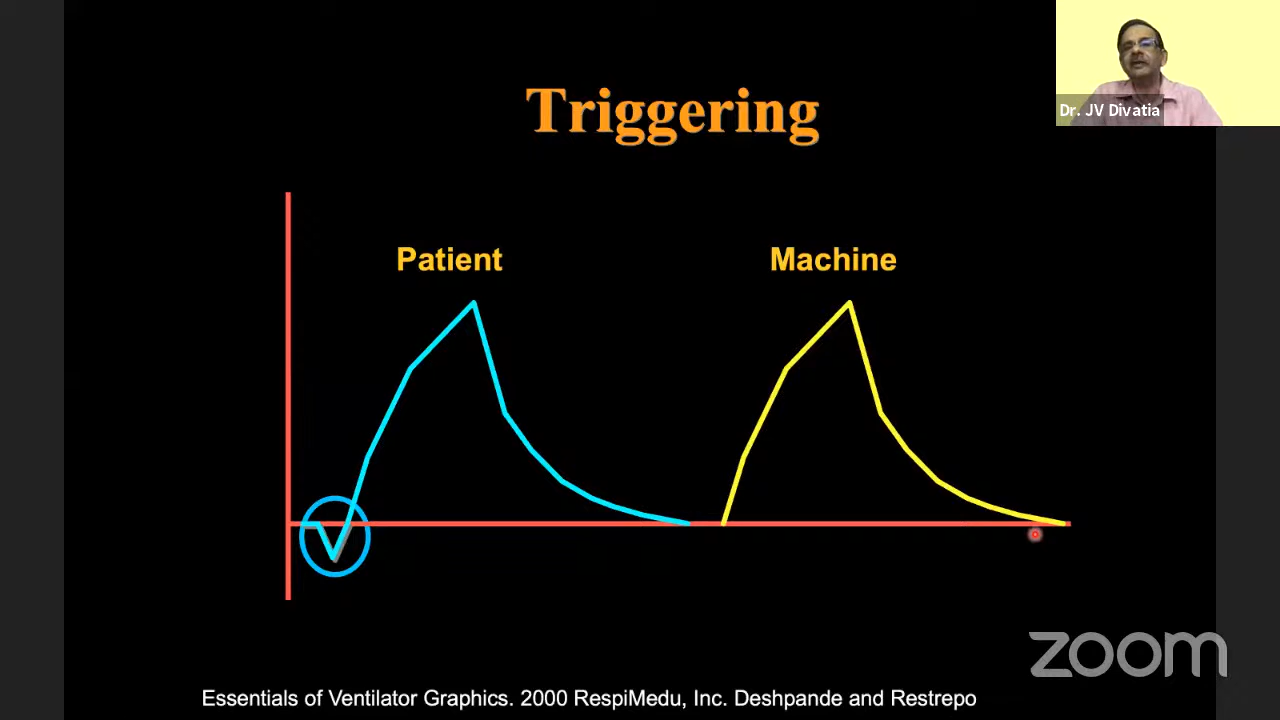 Dr. JV Divatia
Triggering
Patient
Machine
zoom
Essentials of Ventilator Graphics. 2000 RespiMedu, Inc. Deshpande and Restrepo